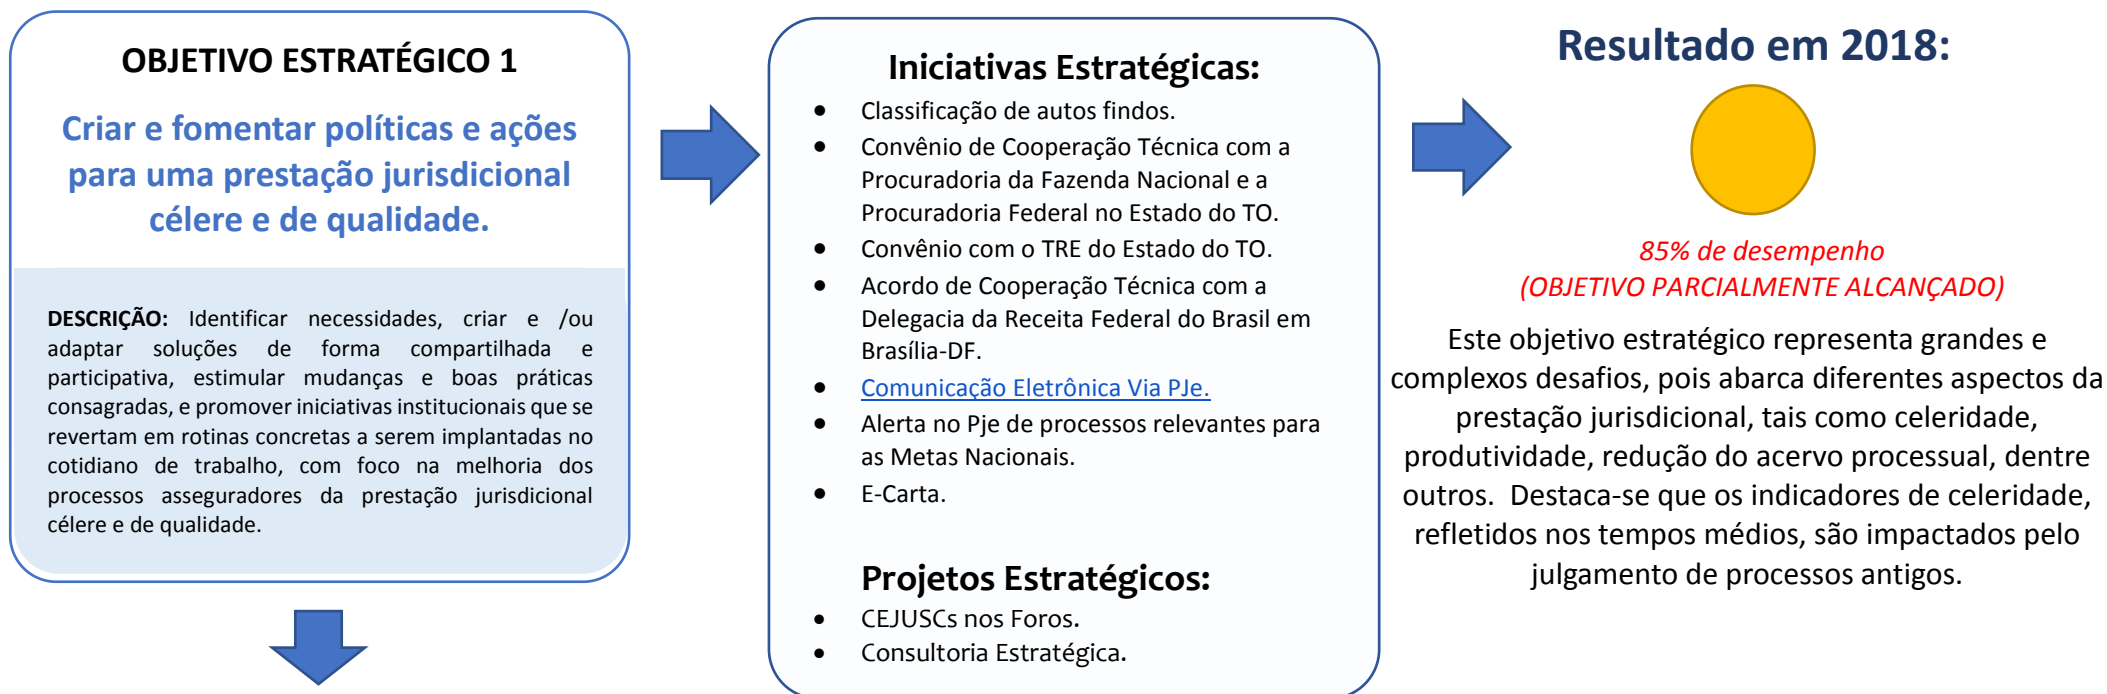 OBJETIVO ESTRATÉGICO 1
Criar e fomentar políticas e ações
para uma prestação jurisdicional
célere e de qualidade.
DESCRIÇÃO: Identificar necessidades, criar e /ou
adaptar soluções de forma compartilhada e
participativa, estimular mudanças e boas práticas
consagradas, e promover iniciativas institucionais que se
revertam em rotinas concretas a serem implantadas no
cotidiano de trabalho, com foco na melhoria dos
processos asseguradores da prestação jurisdicional
célere e de qualidade.
Iniciativas Estratégicas:
• Classificação de autos findos.
• Convênio de Cooperação Técnica com a
Procuradoria da Fazenda Nacional e a
Procuradoria Federal no Estado do TO.
• Convênio com o TRE do Estado do TO.
• Acordo de Cooperação Técnica com a
Delegacia da Receita Federal do Brasil em
Brasília-DF.
• Comunicação Eletrônica Via PJe.
• Alerta no Pje de processos relevantes para
as Metas Nacionais.
• E-Carta.
Projetos Estratégicos:
• CEJUSCs nos Foros.
• Consultoria Estratégica.
Resultado em 2018:
85% de desempenho
(OBJETIVO PARCIALMENTE ALCANÇADO)
Este objetivo estratégico representa grandes e
complexos desafios, pois abarca diferentes aspectos da
prestação jurisdicional, tais como celeridade,
produtividade, redução do acervo processual, dentre
outros. Destaca-se que os indicadores de celeridade,
refletidos nos tempos médios, são impactados pelo
julgamento de processos antigos.